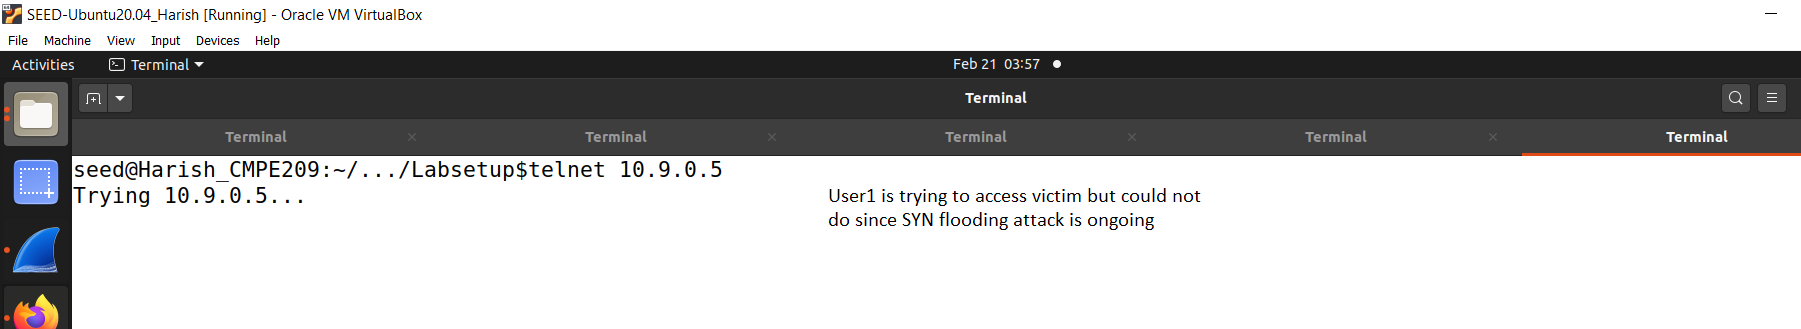 SEED-Ubuntu20.04_Harish [Running] - Oracle VM VirtualBox
File Machine View Input Devices Help
Activities Terminal Feb 21 03:57
Terminal
Terminal Terminal Terminal Terminal Terminal
seed@Harish_CMPE209:~/.../Labsetup$telnet 10.9.0.5
Trying 10.9.0.5...
User1 is trying to access victim but could not
do since SYN flooding attack is ongoing